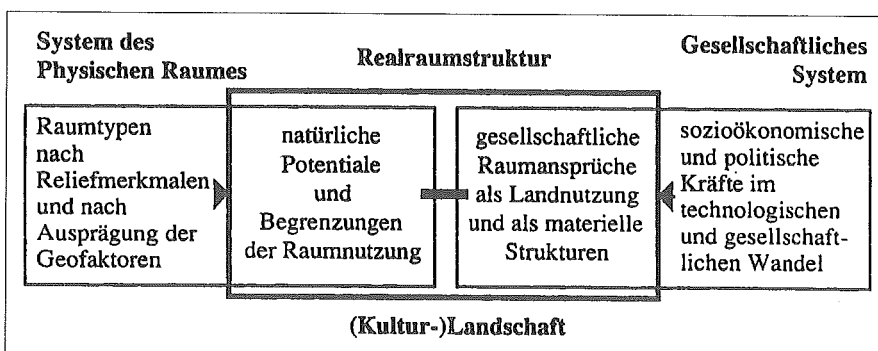 System des
Physischen Raumes
Realraumstruktur
Gesellschaftliches
System
Raumtypen
nach
Reliefmerkmalen
und nach
Ausprägung der
Geofaktoren
natürliche
Potentiale
und
Begrenzungen
der Raumnutzung
gesellschaftliche
Raumansprüche
als Landnutzung
und als materielle
Strukturen
sozioökonomische
und politische
Kräfte im
technologischen
und gesellschaft-
lichen Wandel
(Kultur-)Landschaft